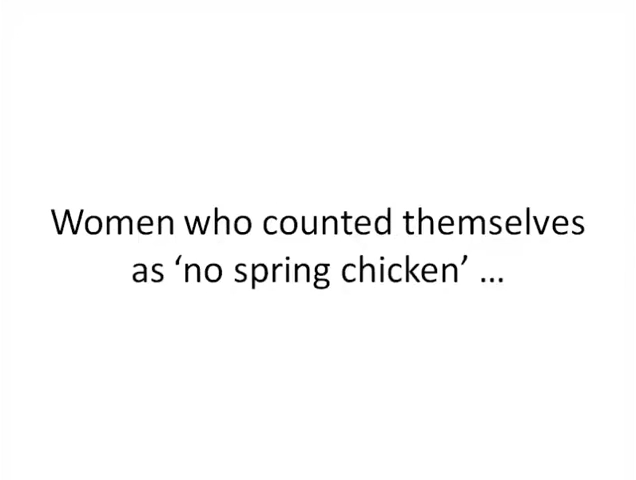 Women who counted themselves
as ‘no spring chicken’ …